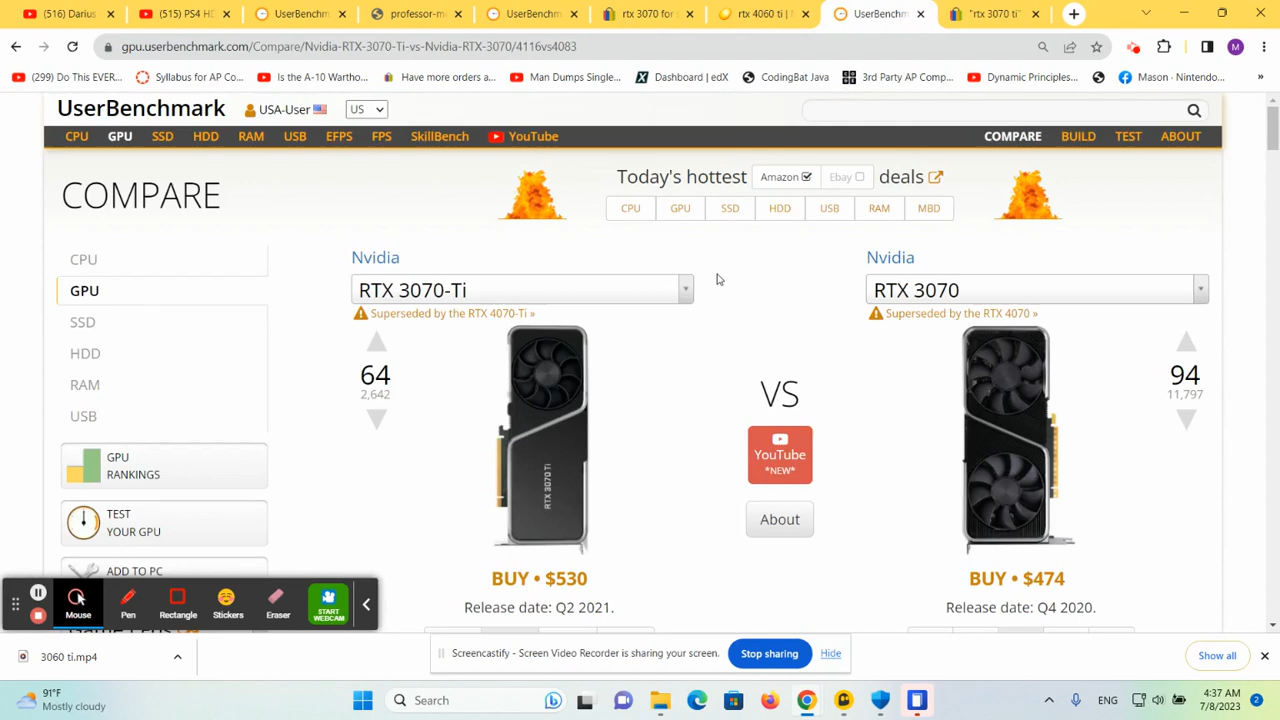 (516) Darius
(515) PS4 HD
UserBenchm
professor-m
UserBenchm
rtx 3070 for s
rtx 4060 ti | N
UserBenchm
"rtx 3070 ti"
gpu.userbenchmark.com/Compare/Nvidia-RTX-3070-Ti-vs-Nvidia-RTX-3070/4116vs4083
M
(299) Do This EVER...
Syllabus for AP Co...
Is the A-10 Wartho...
Have more orders a...
Man Dumps Single...
Dashboard | edX
CodingBat Java
3rd Party AP Comp...
Dynamic Principles...
Mason · Nintendo...
»
UserBenchmark
USA-User
US
CPU GPU SSD HDD RAM USB EFPS FPS SkillBench YouTube
COMPARE BUILD TEST ABOUT
COMPARE
Today's hottest Amazon Ebay deals
CPU GPU SSD HDD USB RAM MBD
CPU
GPU
SSD
HDD
RAM
USB
GPU
RANKINGS
TEST
YOUR GPU
ADD TO PC
Nvidia
RTX 3070-Ti
Superseded by the RTX 4070-Ti »
64
2,642
RTX 3070 Ti
BUY • $530
Release date: Q2 2021.
VS
YouTube
*NEW*
About
Nvidia
RTX 3070
Superseded by the RTX 4070 »
94
11,797
BUY • $474
Release date: Q4 2020.
Mouse
Pen
Rectangle
Stickers
Eraser
START
WEBCAM
3060 ti.mp4
Screencastify - Screen Video Recorder is sharing your screen.
Stop sharing
Hide
Show all
91°F
Mostly cloudy
Search
ENG
4:37 AM
7/8/2023
2